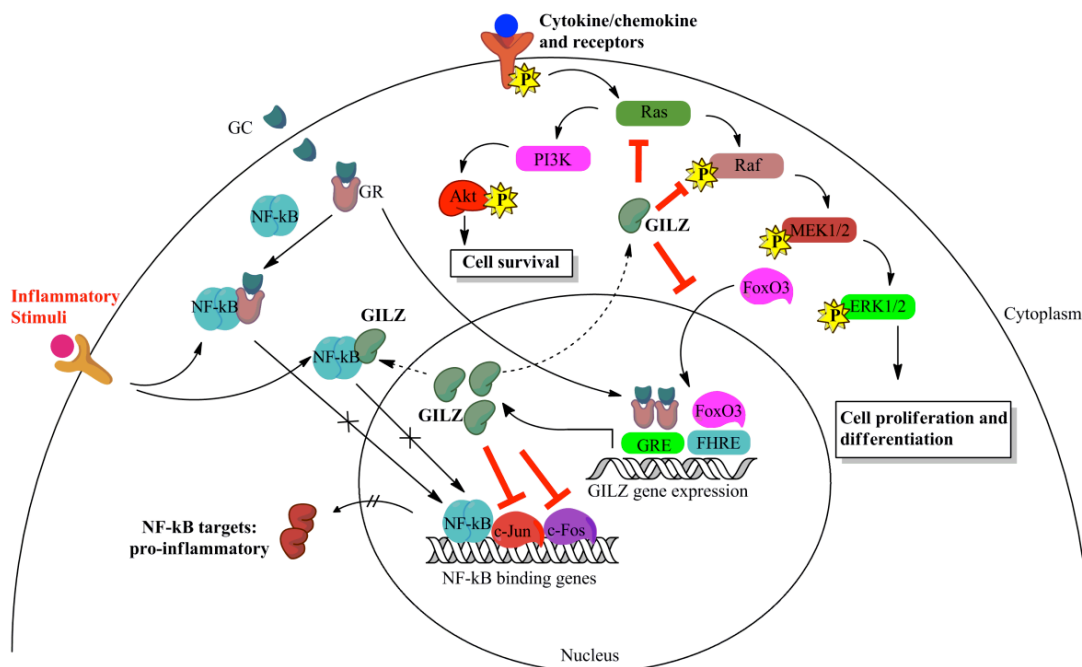 Cytokine/chemokine
and receptors
P
Ras
GC
PI3K
Raf
P
GR
Akt
P
NF-kB
GILZ
MEK1/2
P
Cell survival
FoxO3
Inflammatory
Stimuli
NF-kB
GILZ
ERK1/2
P
Cytoplasm
NF-kB
GILZ
FoxO3
Cell proliferation and
differentiation
GRE
FHRE
GILZ gene expression
NF-kB targets:
pro-inflammatory
NF-kB
c-Jun
c-Fos
NF-kB binding genes
Nucleus